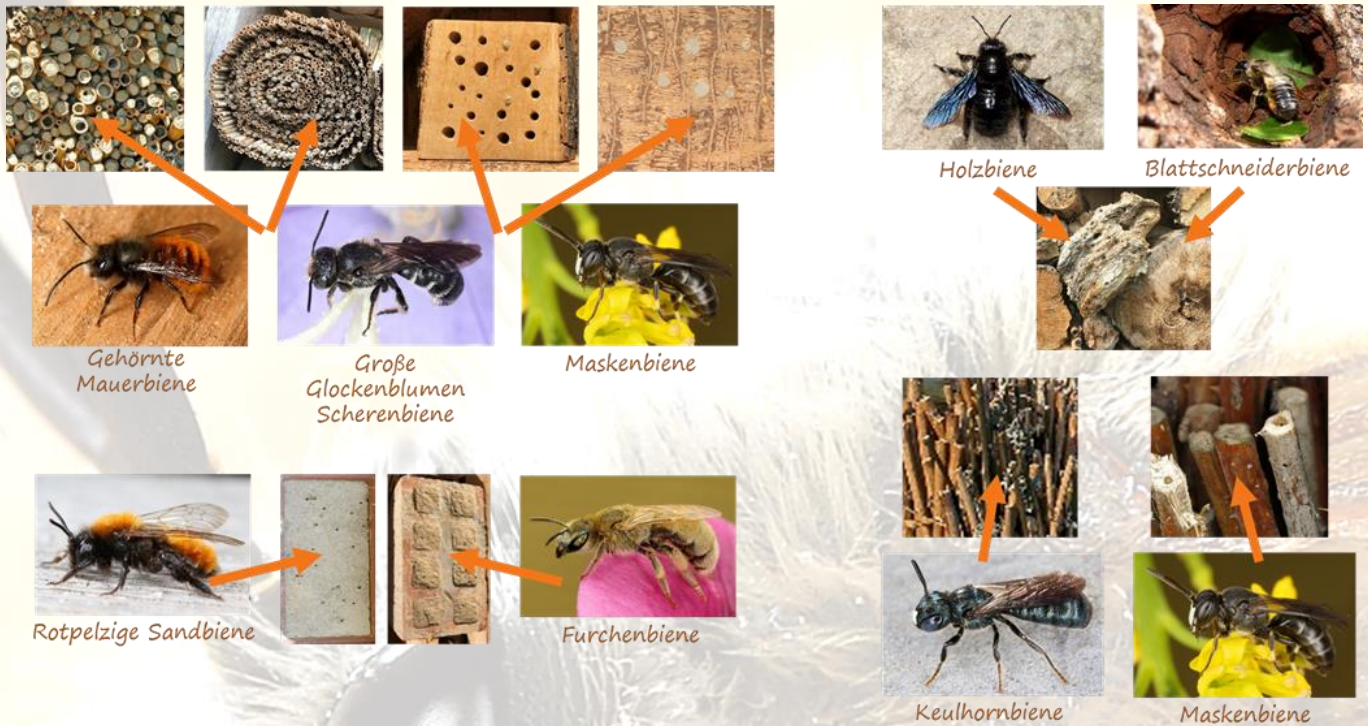 Holzbiene
Blattschneiderbiene
Gehörnte
Mauerbiene
Große
Glockenblumen
Scherenbiene
Maskenbiene
Rotpelzige Sandbiene
Furchenbiene
Keulhornbiene
Maskenbiene